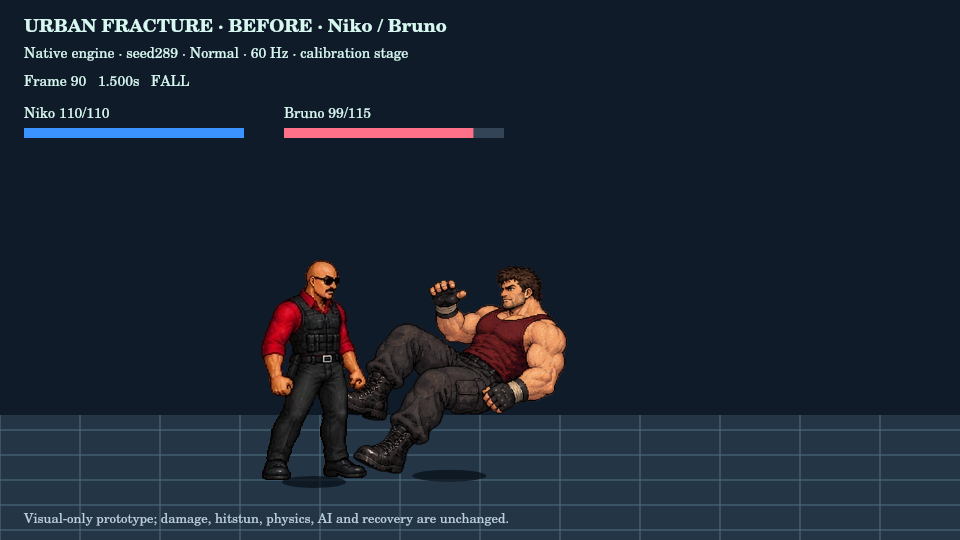 URBAN FRACTURE · BEFORE · Niko / Bruno
Native engine · seed289 · Normal · 60 Hz · calibration stage
Frame 90 1.500s FALL
Niko 110/110 Bruno 99/115
Visual-only prototype; damage, hitstun, physics, AI and recovery are unchanged.